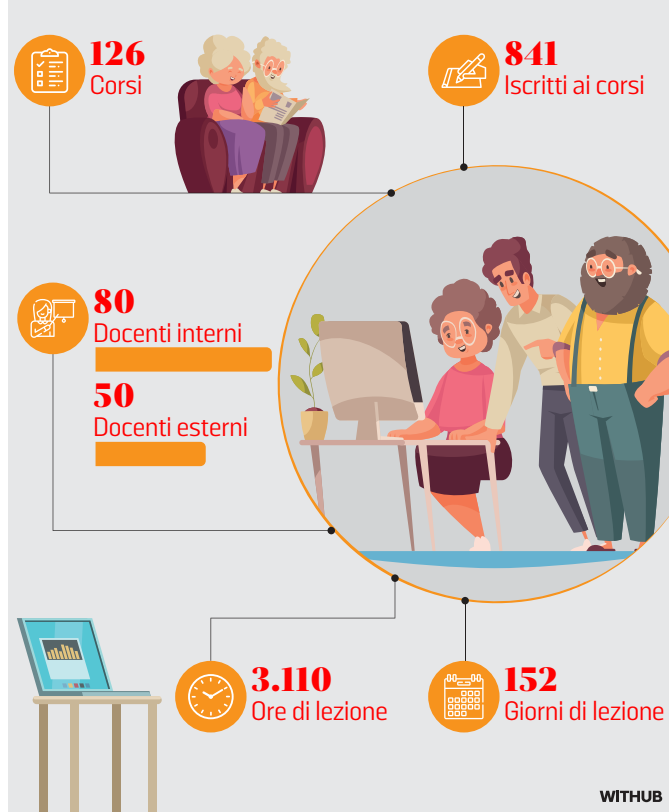 126
Corsi
841
Iscritti ai corsi
80
Docenti interni
50
Docenti esterni
3.110
Ore di lezione
152
Giorni di lezione
WITHUB